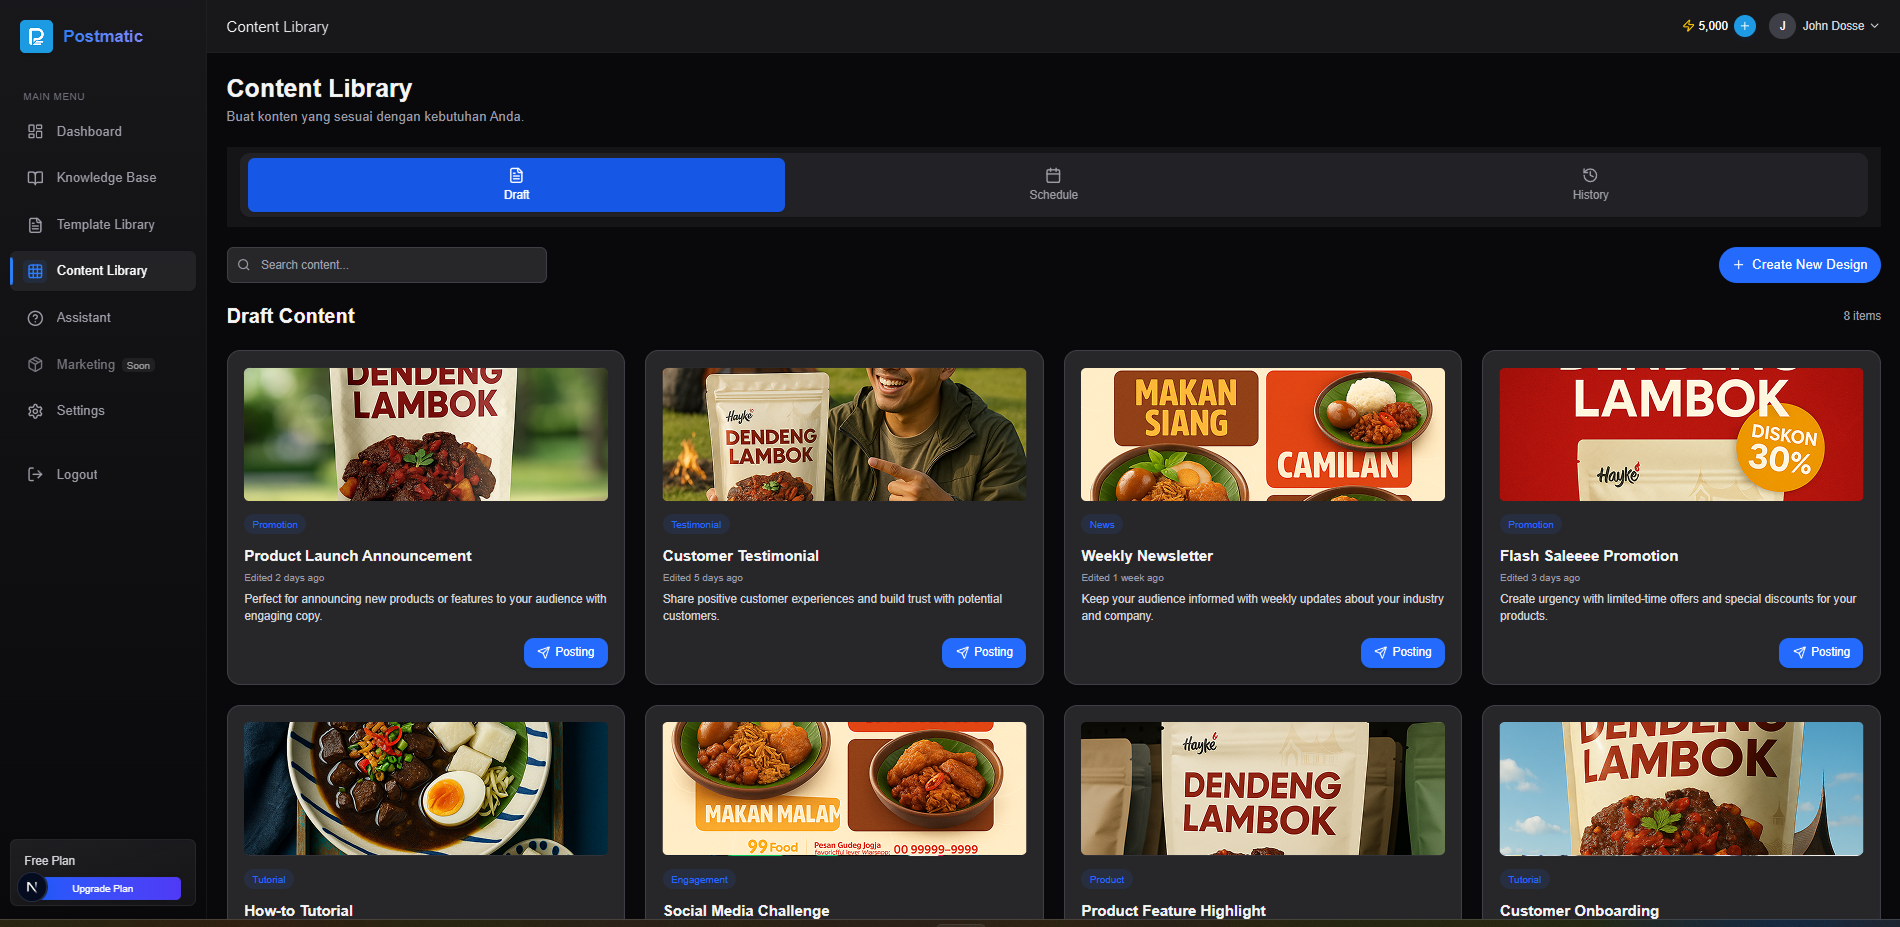 Postmatic
Content Library
5,000
J
John Dosse
MAIN MENU
Dashboard
Knowledge Base
Template Library
Content Library
Assistant
Marketing Soon
Settings
Logout
Free Plan
N
Upgrade Plan
Content Library
Buat konten yang sesuai dengan kebutuhan Anda.
Draft
Schedule
History
Search content...
Create New Design
Draft Content
8 items
DENDENG
LAMBOK
Promotion
Product Launch Announcement
Edited 2 days ago
Perfect for announcing new products or features to your audience with
engaging copy.
Posting
Hayke
DENDENG
LAMBOK
Testimonial
Customer Testimonial
Edited 5 days ago
Share positive customer experiences and build trust with potential
customers.
Posting
MAKAN
SIANG
CAMILAN
News
Weekly Newsletter
Edited 1 week ago
Keep your audience informed with weekly updates about your industry
and company.
Posting
DENDENG
LAMBOK
DISKON
30%
Hayke
Promotion
Flash Saleeee Promotion
Edited 3 days ago
Create urgency with limited-time offers and special discounts for your
products.
Posting
Tutorial
How-to Tutorial
MAKAN MALAM
99 Food
Pesan Gudeg Jogja
00 99999-9999
Engagement
Social Media Challenge
Hayke
DENDENG
LAMBOK
Product
Product Feature Highlight
DENDENG
LAMBOK
Tutorial
Customer Onboarding